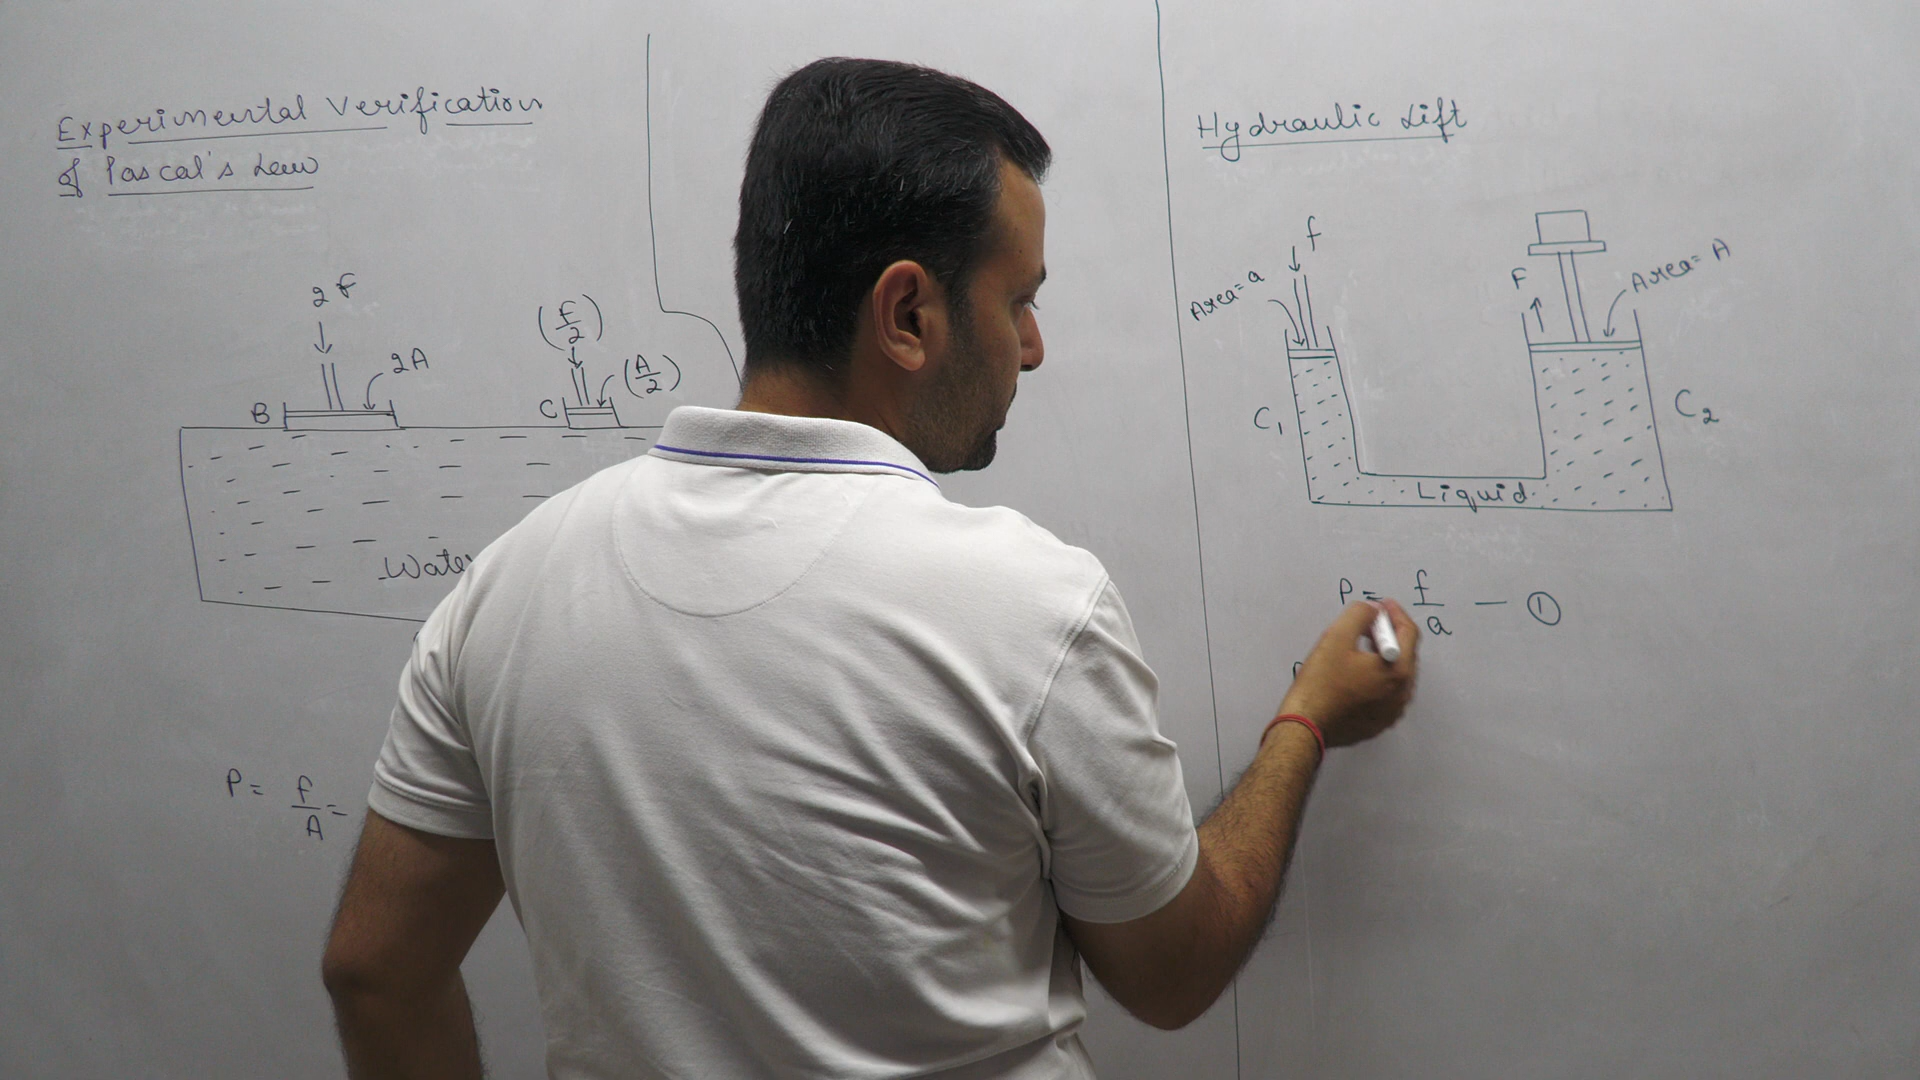 Experimental Verification
of Pascal's Law
2F
2A
B
(F/2)
(A/2)
C
Water
P = f/A =
Hydraulic Lift
f
Area = a
F
Area = A
C₁
C₂
Liquid
P = f/a — ①